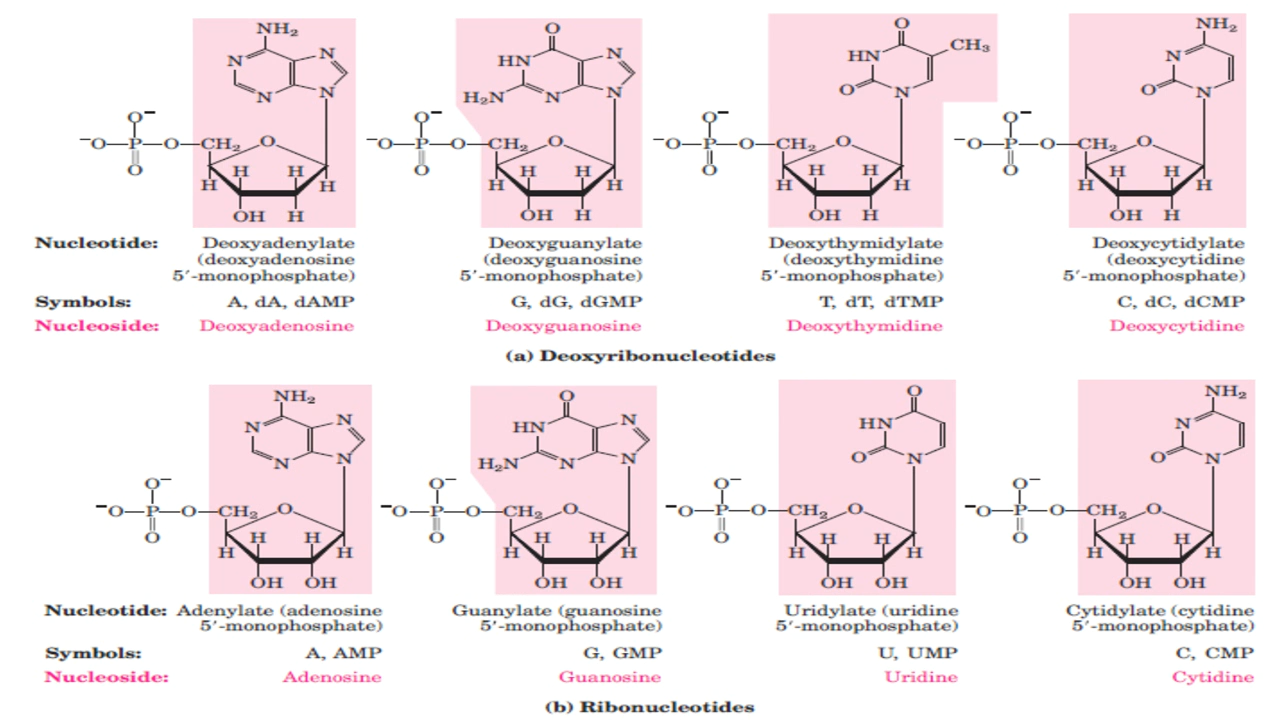 NH₂ O O NH₂
CH₃
N N HN N HN N
N N H₂N N N O N O N
O⁻ O⁻ O⁻ O⁻
⁻O—P—O—CH₂ O ⁻O—P—O—CH₂ O ⁻O—P—O—CH₂ O ⁻O—P—O—CH₂ O
O H H H H O H H H H O H H H H O H H H H
OH H OH H OH H OH H
Nucleotide: Deoxyadenylate Deoxyguanylate Deoxythymidylate Deoxycytidylate
(deoxyadenosine (deoxyguanosine (deoxythymidine (deoxycytidine
5′-monophosphate) 5′-monophosphate) 5′-monophosphate) 5′-monophosphate)
Symbols: A, dA, dAMP G, dG, dGMP T, dT, dTMP C, dC, dCMP
Nucleoside: Deoxyadenosine Deoxyguanosine Deoxythymidine Deoxycytidine
(a) Deoxyribonucleotides
NH₂ O O NH₂
N N HN N HN N
N N H₂N N N O N O N
O⁻ O⁻ O⁻ O⁻
⁻O—P—O—CH₂ O ⁻O—P—O—CH₂ O ⁻O—P—O—CH₂ O ⁻O—P—O—CH₂ O
O H H H H O H H H H O H H H H O H H H H
OH OH OH OH OH OH OH OH
Nucleotide: Adenylate (adenosine Guanylate (guanosine Uridylate (uridine Cytidylate (cytidine
5′-monophosphate) 5′-monophosphate) 5‘-monophosphate) 5′-monophosphate)
Symbols: A, AMP G, GMP U, UMP C, CMP
Nucleoside: Adenosine Guanosine Uridine Cytidine
(b) Ribonucleotides